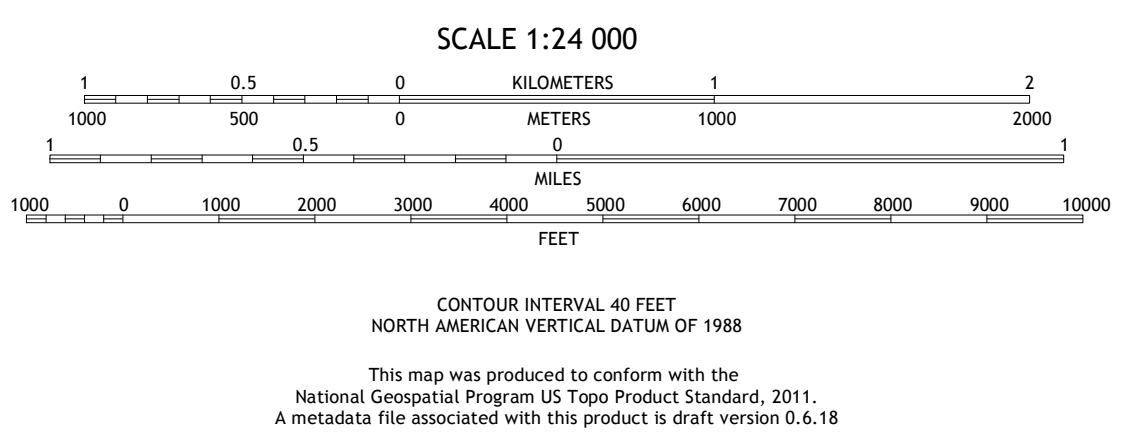 SCALE 1:24 000
1 0.5 0 KILOMETERS 1 2
1000 500 0 METERS 1000 2000
1 0.5 0 1
MILES
1000 0 1000 2000 3000 4000 5000 6000 7000 8000 9000 10000
FEET
CONTOUR INTERVAL 40 FEET
NORTH AMERICAN VERTICAL DATUM OF 1988
This map was produced to conform with the
National Geospatial Program US Topo Product Standard, 2011.
A metadata file associated with this product is draft version 0.6.18